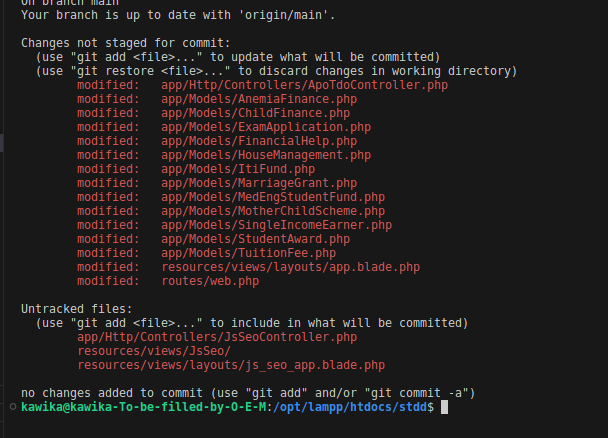 On branch main
Your branch is up to date with 'origin/main'.
Changes not staged for commit:
(use "git add <file>..." to update what will be committed)
(use "git restore <file>..." to discard changes in working directory)
modified: app/Http/Controllers/ApoTdoController.php
modified: app/Models/AnemiaFinance.php
modified: app/Models/ChildFinance.php
modified: app/Models/ExamApplication.php
modified: app/Models/FinancialHelp.php
modified: app/Models/HouseManagement.php
modified: app/Models/ItiFund.php
modified: app/Models/MarriageGrant.php
modified: app/Models/MedEngStudentFund.php
modified: app/Models/MotherChildScheme.php
modified: app/Models/SingleIncomeEarner.php
modified: app/Models/StudentAward.php
modified: app/Models/TuitionFee.php
modified: resources/views/layouts/app.blade.php
modified: routes/web.php
Untracked files:
(use "git add <file>..." to include in what will be committed)
app/Http/Controllers/JsSeoController.php
resources/views/JsSeo/
resources/views/layouts/js_seo_app.blade.php
no changes added to commit (use "git add" and/or "git commit -a")
kawika@kawika-To-be-filled-by-O-E-M:/opt/lampp/htdocs/stdd$